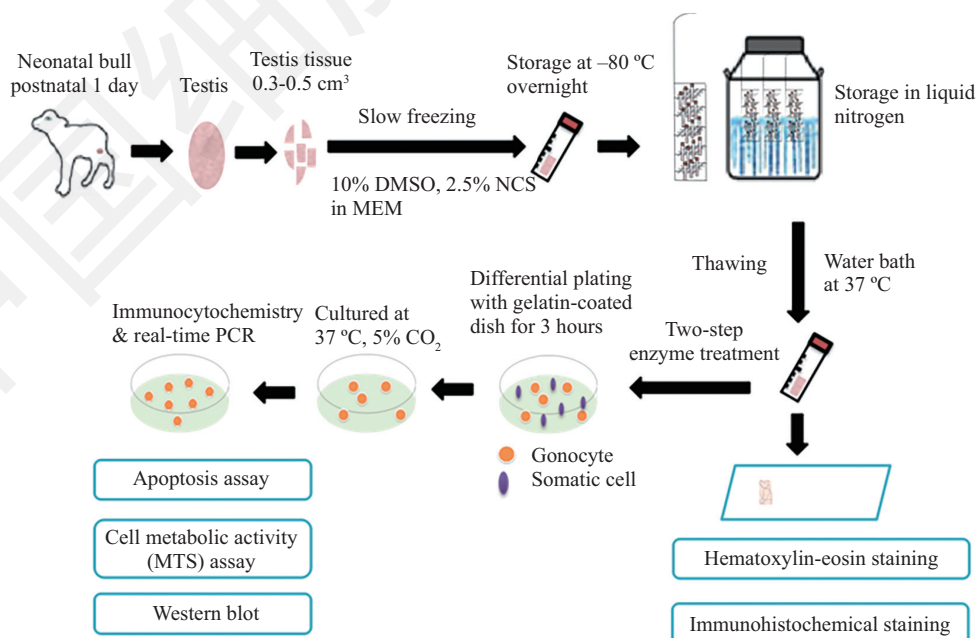 Neonatal bull
postnatal 1 day
Testis
Testis tissue
0.3-0.5 cm³
Slow freezing
10% DMSO, 2.5% NCS
in MEM
Storage at –80 ºC
overnight
Storage in liquid
nitrogen
Thawing
Water bath
at 37 ºC
Two-step
enzyme treatment
Differential plating
with gelatin-coated
dish for 3 hours
Gonocyte
Somatic cell
Cultured at
37 ºC, 5% CO₂
Immunocytochemistry
& real-time PCR
Apoptosis assay
Cell metabolic activity
(MTS) assay
Western blot
Hematoxylin-eosin staining
Immunohistochemical staining